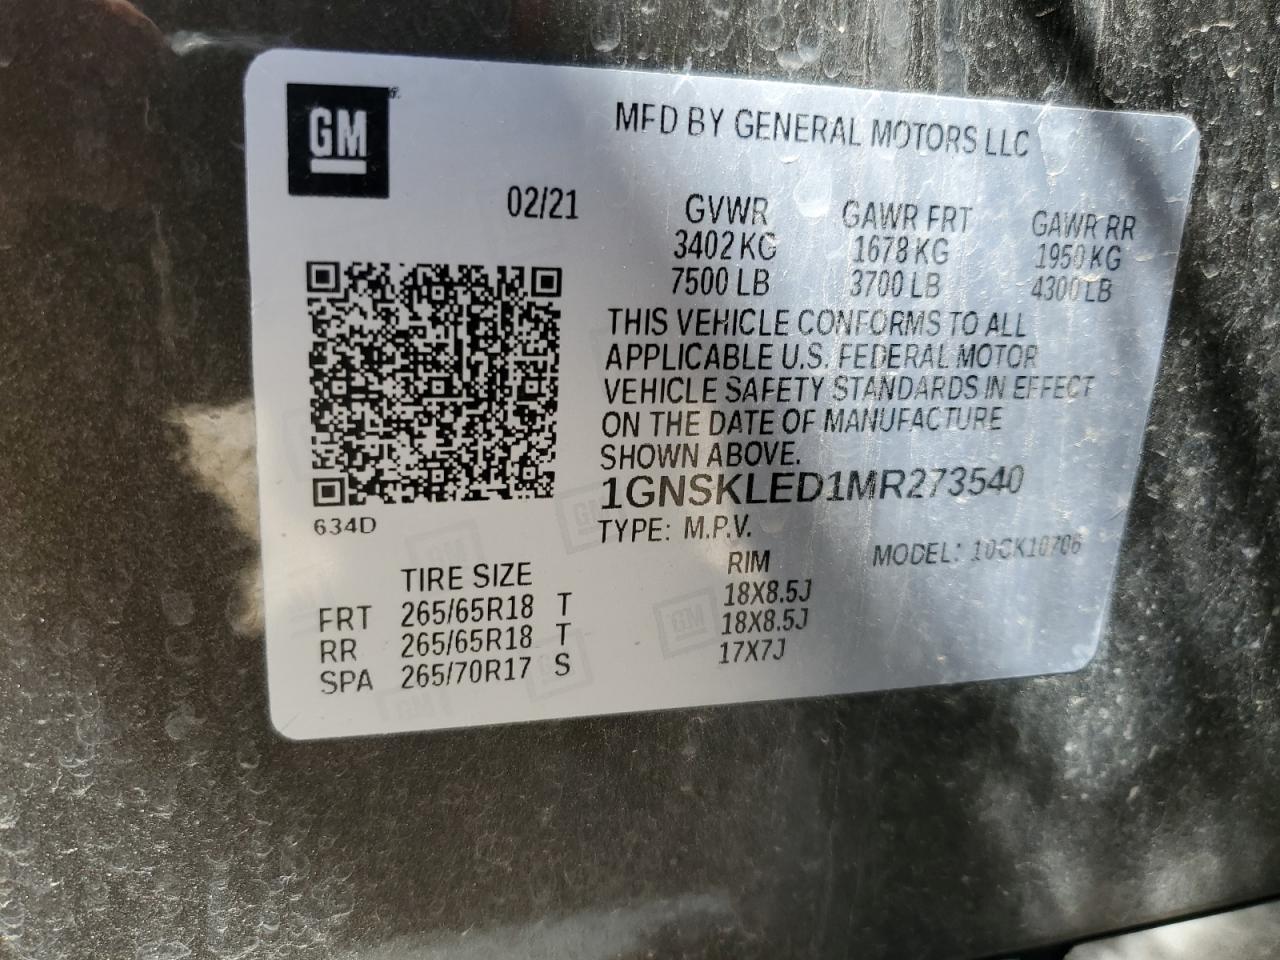 GM
MFD BY GENERAL MOTORS LLC
02/21
GVWR GAWR FRT GAWR RR
3402 KG 1678 KG 1950 KG
7500 LB 3700 LB 4300 LB
THIS VEHICLE CONFORMS TO ALL
APPLICABLE U.S. FEDERAL MOTOR
VEHICLE SAFETY STANDARDS IN EFFECT
ON THE DATE OF MANUFACTURE
SHOWN ABOVE.
1GNSKLED1MR273540
634D
TYPE: M.P.V.
MODEL: 10CK10706
TIRE SIZE RIM
FRT 265/65R18 T 18X8.5J
RR 265/65R18 T 18X8.5J
SPA 265/70R17 S 17X7J